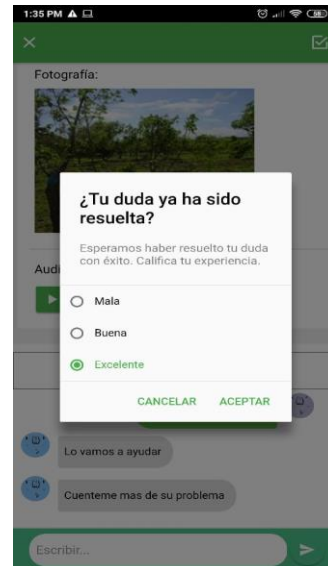 1:35 PM
Fotografía:
¿Tu duda ya ha sido
resuelta?
Esperamos haber resuelto tu duda
con éxito. Califica tu experiencia.
Audi
Mala
Buena
Excelente
CANCELAR ACEPTAR
Lo vamos a ayudar
Cuenteme mas de su problema
Escribir...